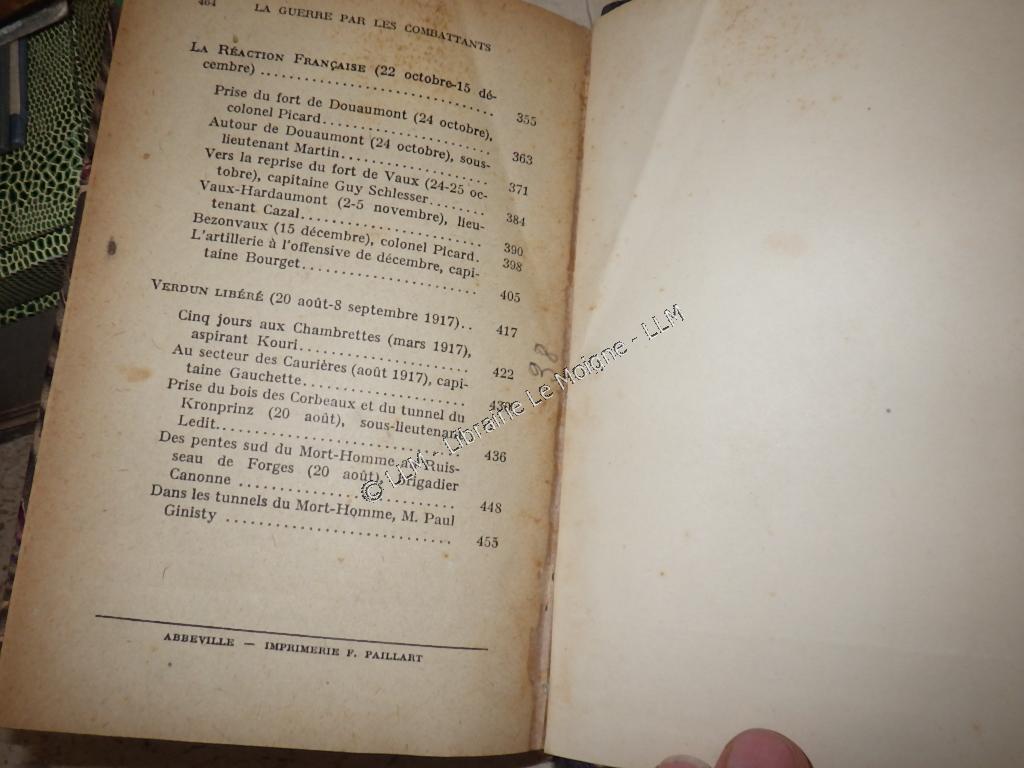 464 LA GUERRE PAR LES COMBATTANTS
LA RÉACTION FRANÇAISE (22 octobre-15 dé-
cembre) .............................. 355
Prise du fort de Douaumont (24 octobre),
colonel Picard........................ 363
Autour de Douaumont (24 octobre), sous-
lieutenant Martin..................... 371
Vers la reprise du fort de Vaux (24-25 oc-
tobre), capitaine Guy Schlesser........ 384
Vaux-Hardaumont (2-5 novembre), lieu-
tenant Cazal.......................... 390
Bezonvaux (15 décembre), colonel Picard. 398
L'artillerie à l'offensive de décembre, capi-
taine Bourget......................... 405
VERDUN LIBÉRÉ (20 août-8 septembre 1917).. 417
Cinq jours aux Chambrettes (mars 1917),
aspirant Kouri........................ 422
Au secteur des Caurières (août 1917), capi-
taine Gauchette.......................
Prise du bois des Corbeaux et du tunnel du
Kronprinz (20 août), sous-lieutenant
Ledit................................. 436
Des pentes sud du Mort-Homme Ruis-
seau de Forges (20 août), brigadier
Canonne .............................. 448
Dans les tunnels du Mort-Homme, M. Paul
Ginisty .............................. 455
ABBEVILLE — IMPRIMERIE F. PAILLART
98
© LLM - Librairie Le Moigne - LLM